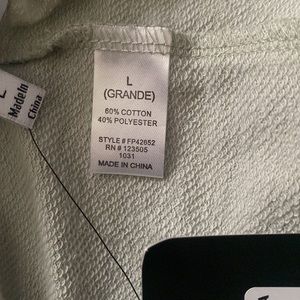 L
(GRANDE)
60% COTTON
40% POLYESTER
STYLE # FP42652
RN # 123505
1031
MADE IN CHINA
L
Made In
China